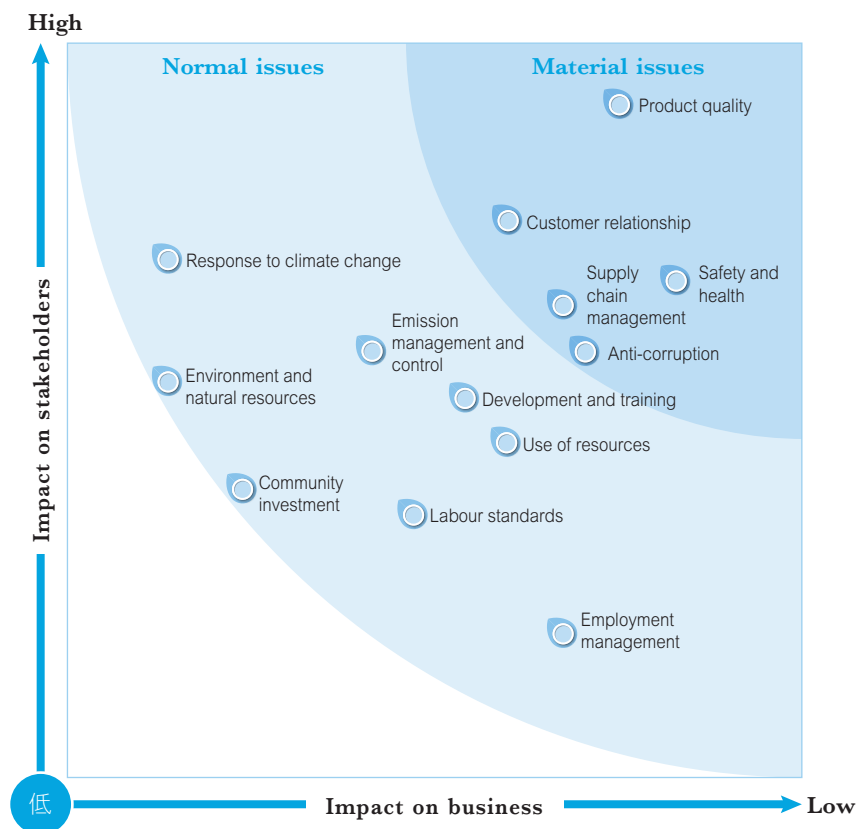 High
Normal issues
Material issues
Product quality
Customer relationship
Response to climate change
Supply
chain
management
Safety and
health
Emission
management and
control
Anti-corruption
Environment and
natural resources
Development and training
Use of resources
Community
investment
Labour standards
Employment
management
Impact on stakeholders
低
Impact on business
Low